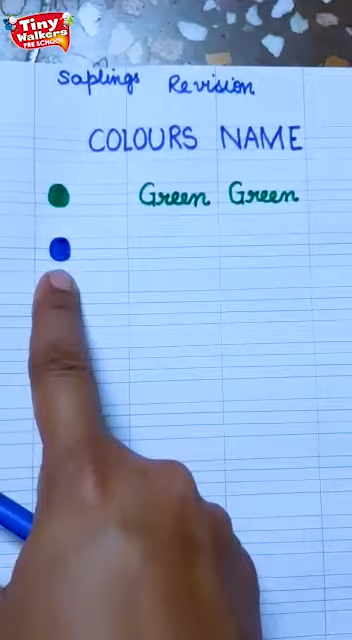 Tiny
Walkers
PRE SCHOOL
Saplings Revision
COLOURS NAME
Green Green